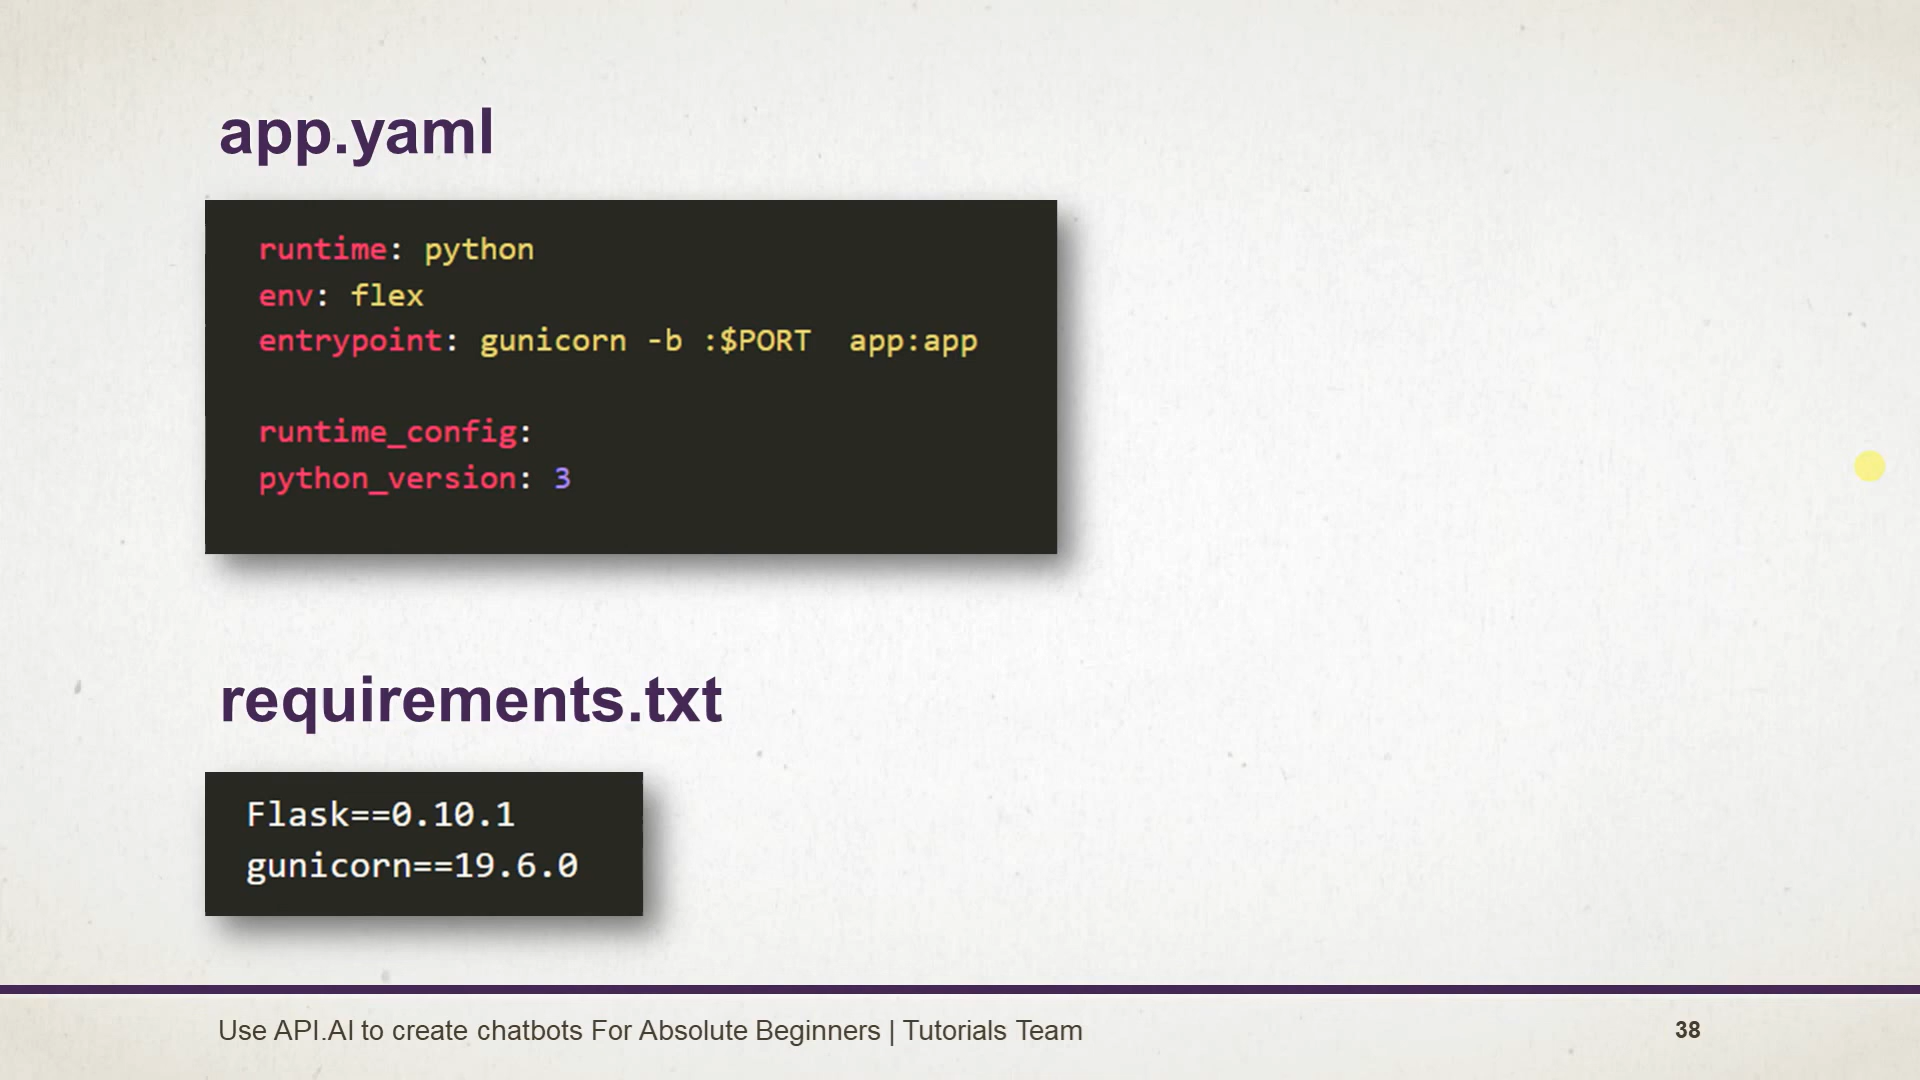 app.yaml
runtime: python
env: flex
entrypoint: gunicorn -b :$PORT  app:app
runtime_config:
python_version: 3
requirements.txt
Flask==0.10.1
gunicorn==19.6.0
Use API.AI to create chatbots For Absolute Beginners | Tutorials Team
38